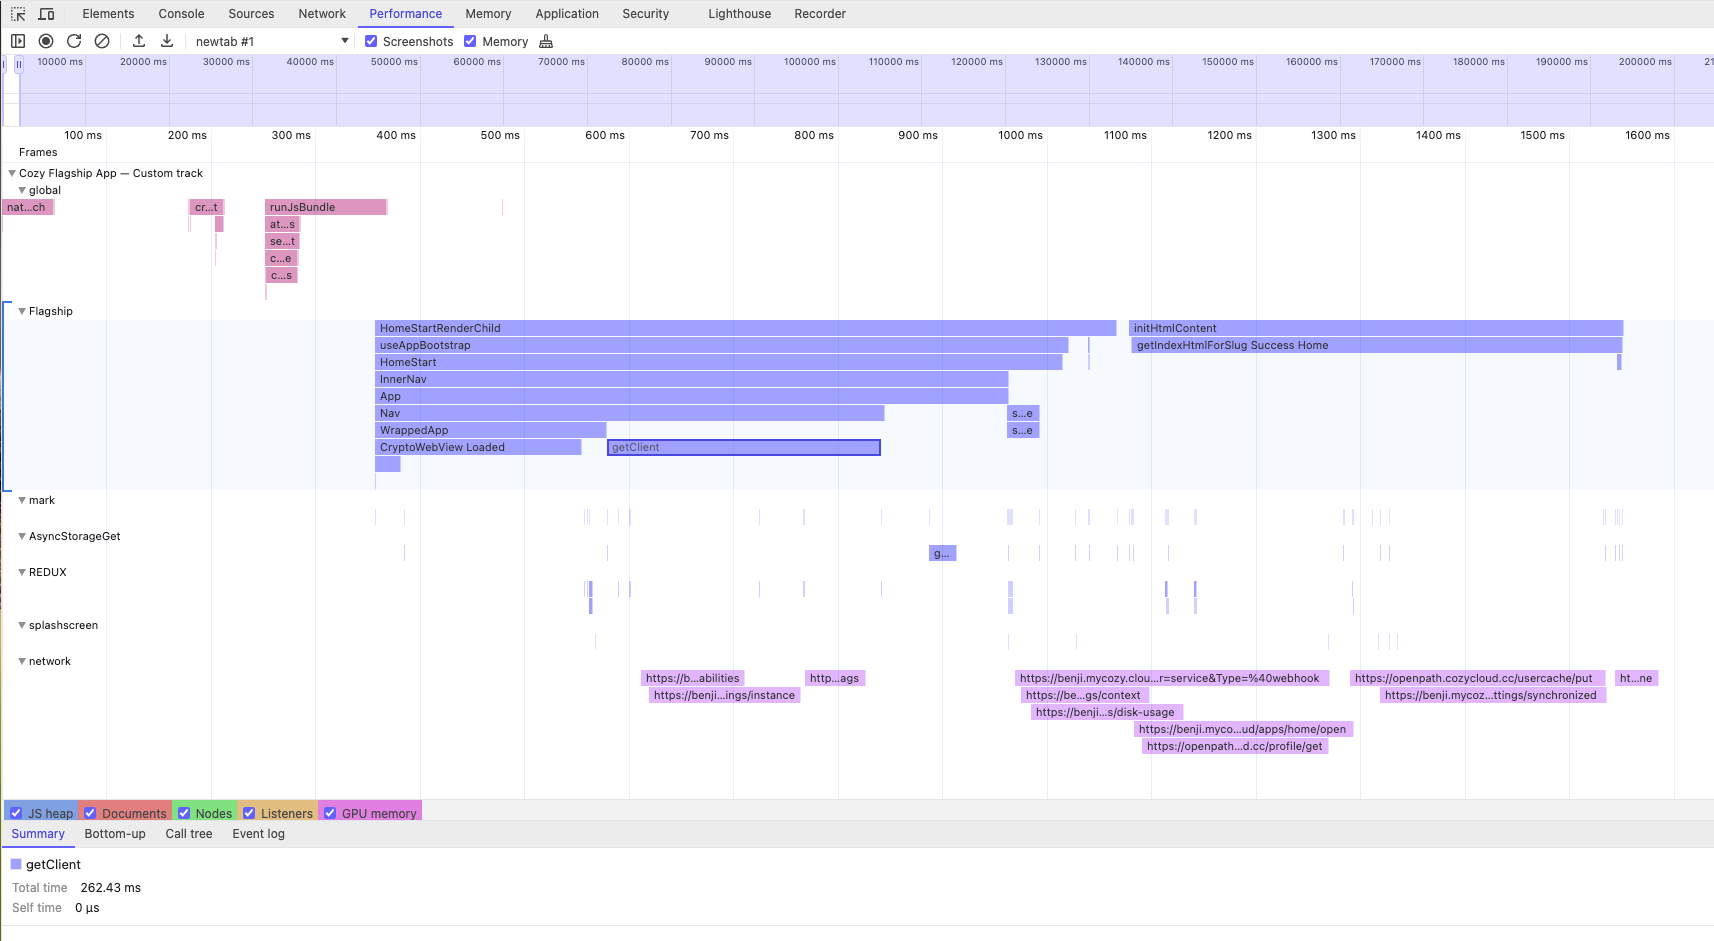 Elements Console Sources Network Performance Memory Application Security Lighthouse Recorder
newtab #1 Screenshots Memory
10000 ms 20000 ms 30000 ms 40000 ms 50000 ms 60000 ms 70000 ms 80000 ms 90000 ms 100000 ms 110000 ms 120000 ms 130000 ms 140000 ms 150000 ms 160000 ms 170000 ms 180000 ms 190000 ms 200000 ms 21
100 ms 200 ms 300 ms 400 ms 500 ms 600 ms 700 ms 800 ms 900 ms 1000 ms 1100 ms 1200 ms 1300 ms 1400 ms 1500 ms 1600 ms
Frames
Cozy Flagship App — Custom track
global
nat...ch cr...t runJsBundle
at...s
se...t
c...e
c...s
Flagship
HomeStartRenderChild initHtmlContent
useAppBootstrap getIndexHtmlForSlug Success Home
HomeStart
InnerNav
App
Nav s...e
WrappedApp s...e
CryptoWebView Loaded getClient
mark
AsyncStorageGet
g...
REDUX
splashscreen
network
https://b...abilities http...ags https://benji.mycozy.clou...r=service&Type=%40webhook https://openpath.cozycloud.cc/usercache/put ht...ne
https://benji...ings/instance https://be...gs/context https://benji.mycoz...ttings/synchronized
https://benji...s/disk-usage
https://benji.myco...ud/apps/home/open
https://openpath...d.cc/profile/get
JS heap Documents Nodes Listeners GPU memory
Summary Bottom-up Call tree Event log
getClient
Total time 262.43 ms
Self time 0 μs